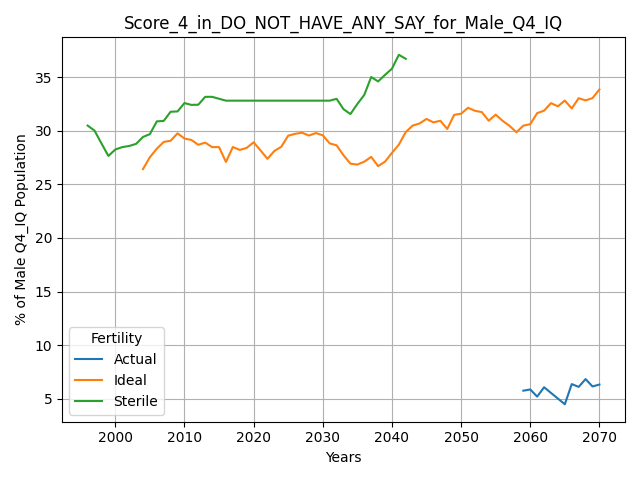 Score_4_in_DO_NOT_HAVE_ANY_SAY_for_Male_Q4_IQ
% of Male Q4_IQ Population
35
30
25
20
15
10
5
Fertility
Actual
Ideal
Sterile
2000 2010 2020 2030 2040 2050 2060 2070
Years